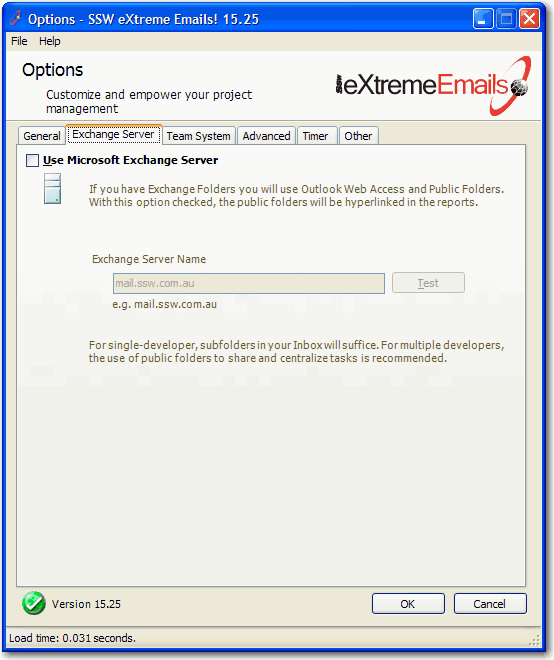 Options - SSW eXtreme Emails! 15.25
File Help
Options
Customize and empower your project
management
SSW eXtremeEmails
General Exchange Server Team System Advanced Timer Other
Use Microsoft Exchange Server
If you have Exchange Folders you will use Outlook Web Access and Public Folders.
With this option checked, the public folders will be hyperlinked in the reports.
Exchange Server Name
mail.ssw.com.au Test
e.g. mail.ssw.com.au
For single-developer, subfolders in your Inbox will suffice. For multiple developers,
the use of public folders to share and centralize tasks is recommended.
Version 15.25 OK Cancel
Load time: 0.031 seconds.